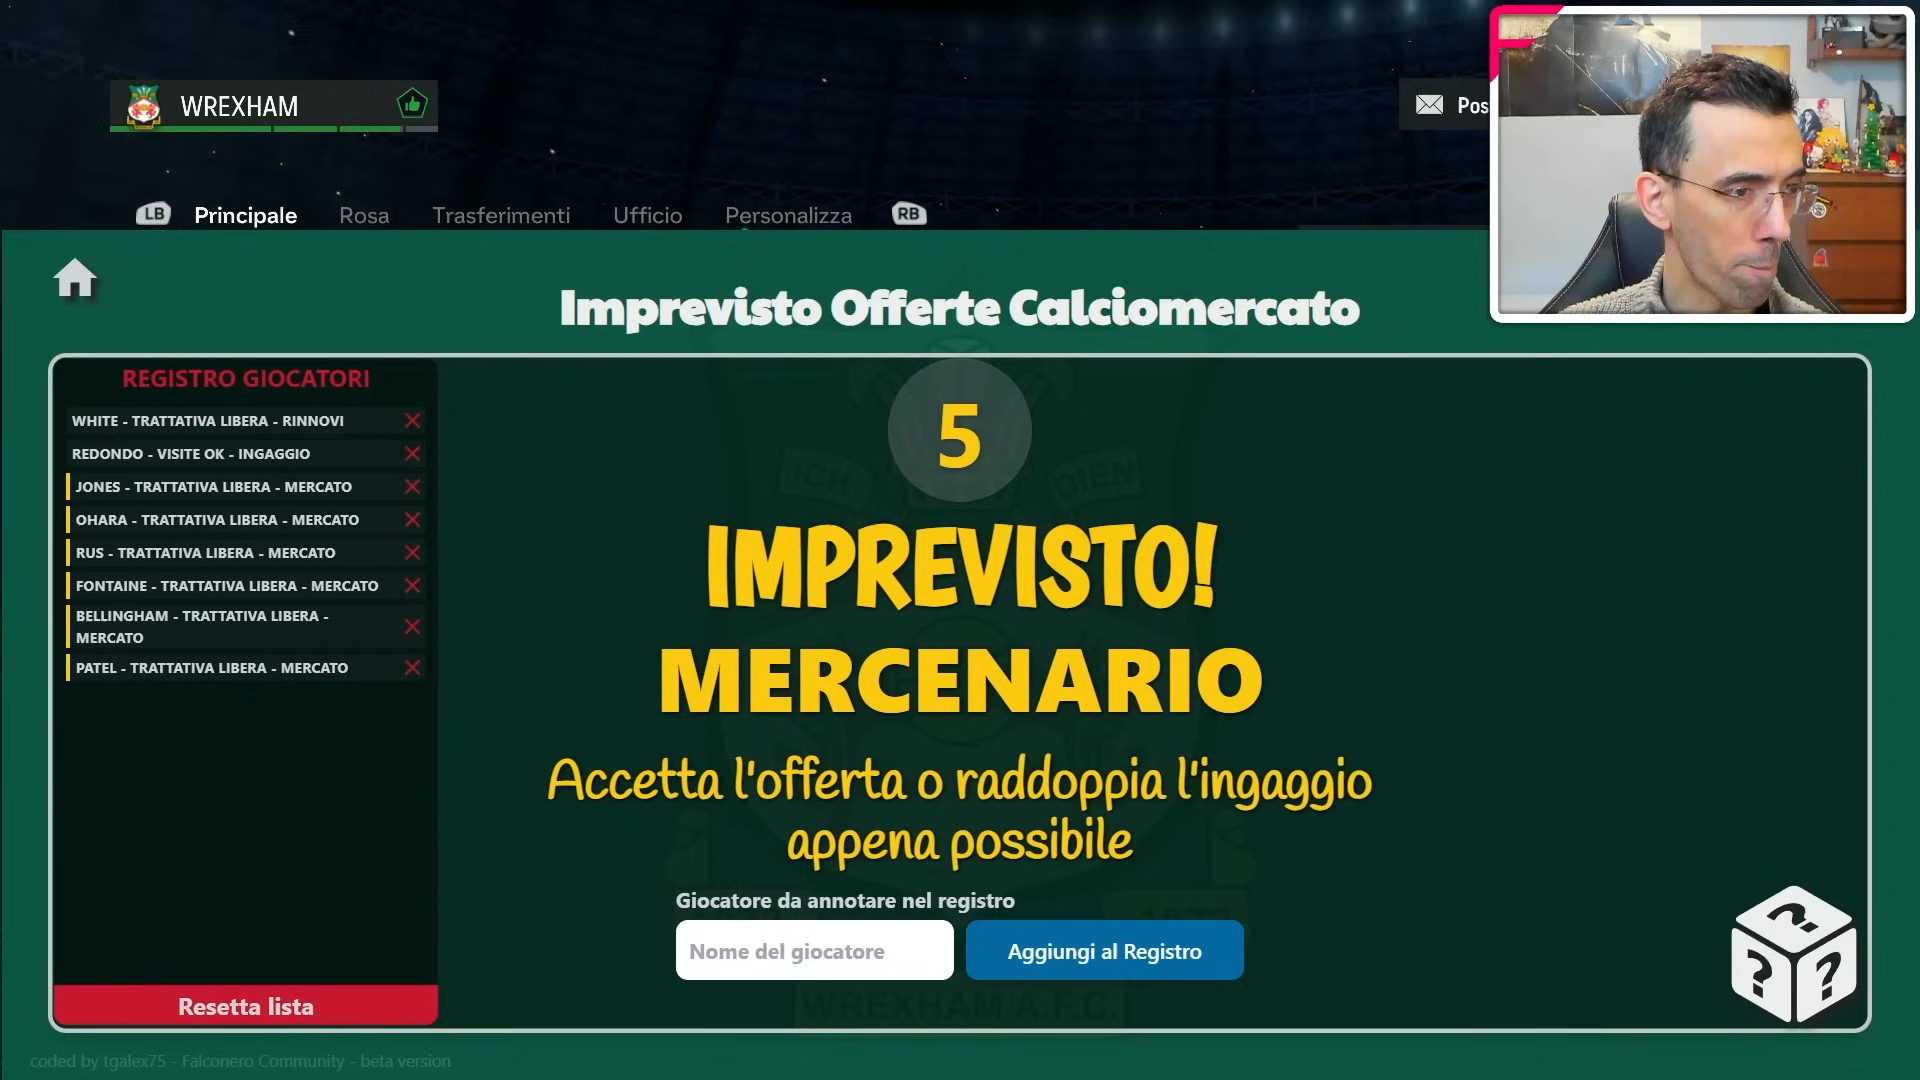 WREXHAM
Pos
LB Principale Rosa Trasferimenti Ufficio Personalizza RB
Imprevisto Offerte Calciomercato
REGISTRO GIOCATORI
WHITE - TRATTATIVA LIBERA - RINNOVI
REDONDO - VISITE OK - INGAGGIO
JONES - TRATTATIVA LIBERA - MERCATO
OHARA - TRATTATIVA LIBERA - MERCATO
RUS - TRATTATIVA LIBERA - MERCATO
FONTAINE - TRATTATIVA LIBERA - MERCATO
BELLINGHAM - TRATTATIVA LIBERA -
MERCATO
PATEL - TRATTATIVA LIBERA - MERCATO
Resetta lista
5
ICH DIEN
IMPREVISTO!
MERCENARIO
Accetta l'offerta o raddoppia l'ingaggio
appena possibile
Giocatore da annotare nel registro
Nome del giocatore
Aggiungi al Registro
WREXHAM A.F.C.
? ? ?
coded by tgalex75 - Falconero Community - beta version